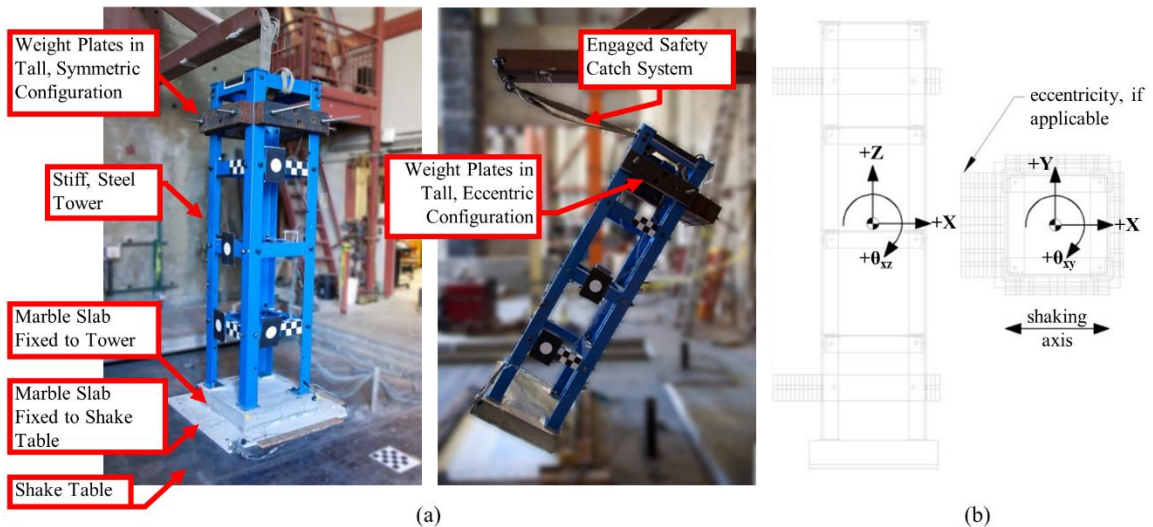 Weight Plates in
Tall, Symmetric
Configuration
Stiff, Steel
Tower
Marble Slab
Fixed to Tower
Marble Slab
Fixed to Shake
Table
Shake Table
Engaged Safety
Catch System
Weight Plates in
Tall, Eccentric
Configuration
(a)
eccentricity, if
applicable
+Z
+X
+θxz
+Y
+X
+θxy
shaking
axis
(b)